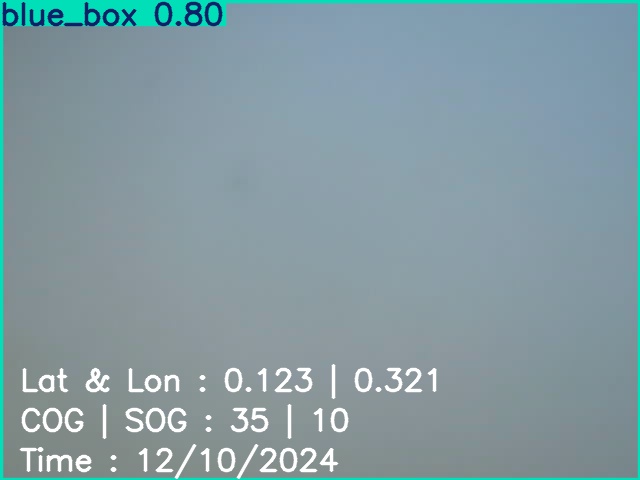 blue_box 0.80
Lat & Lon : 0.123 | 0.321
COG | SOG : 35 | 10
Time : 12/10/2024